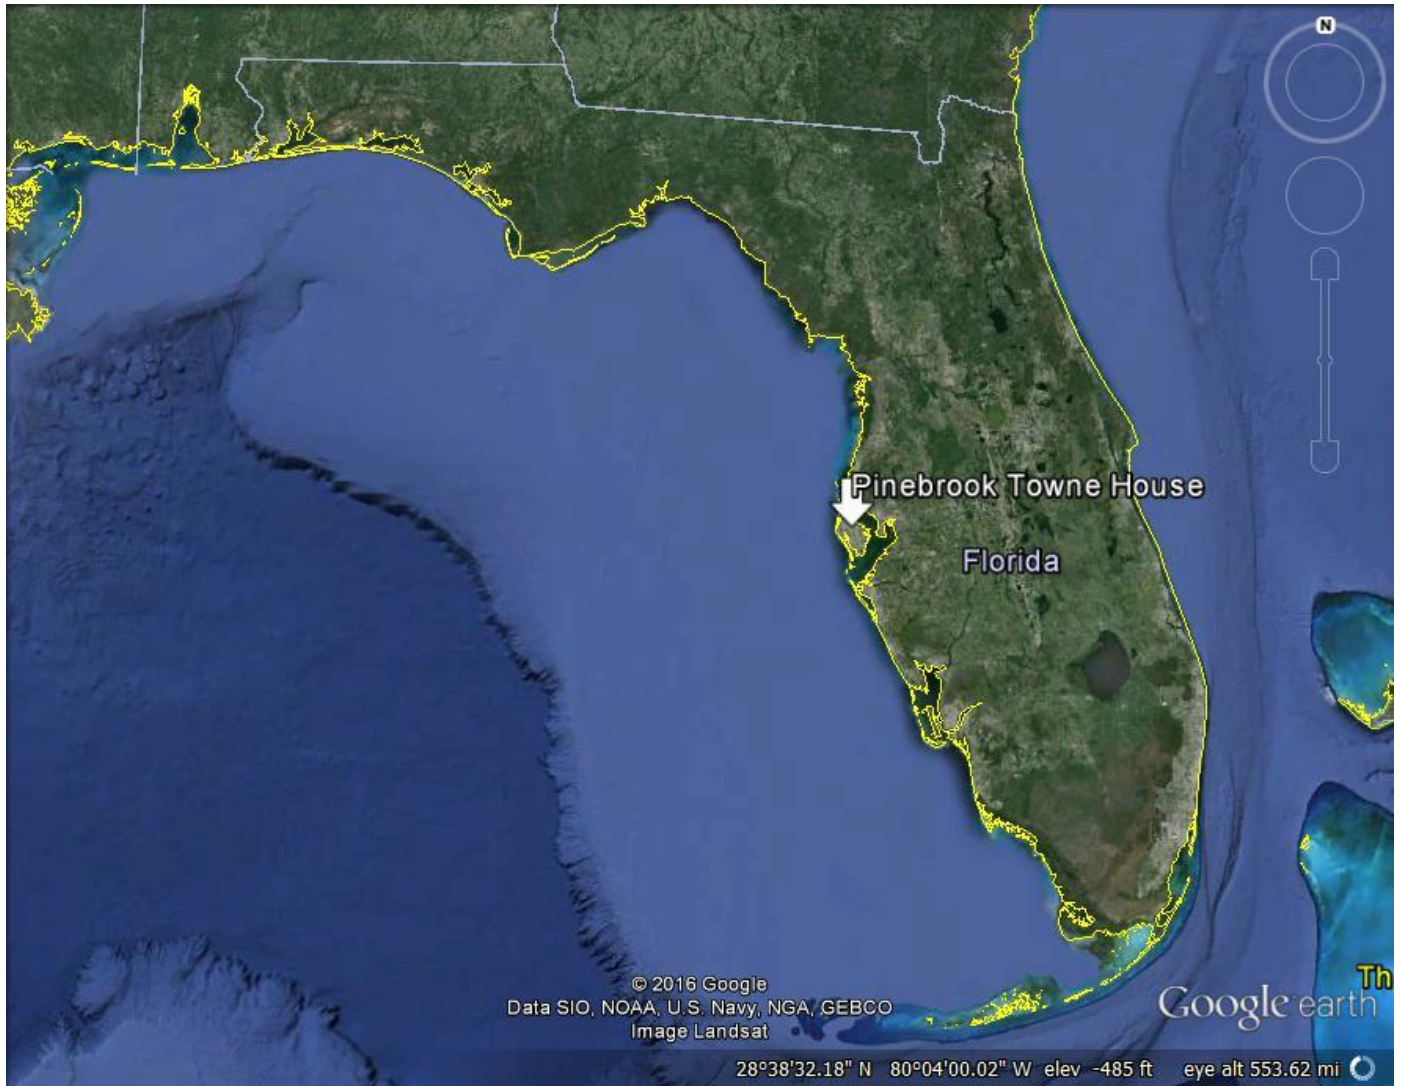 N
Pinebrook Towne House
Florida
Th
© 2016 Google
Data SIO, NOAA, U.S. Navy, NGA, GEBCO
Image Landsat
Google earth
28°38'32.18" N 80°04'00.02" W elev -485 ft eye alt 553.62 mi